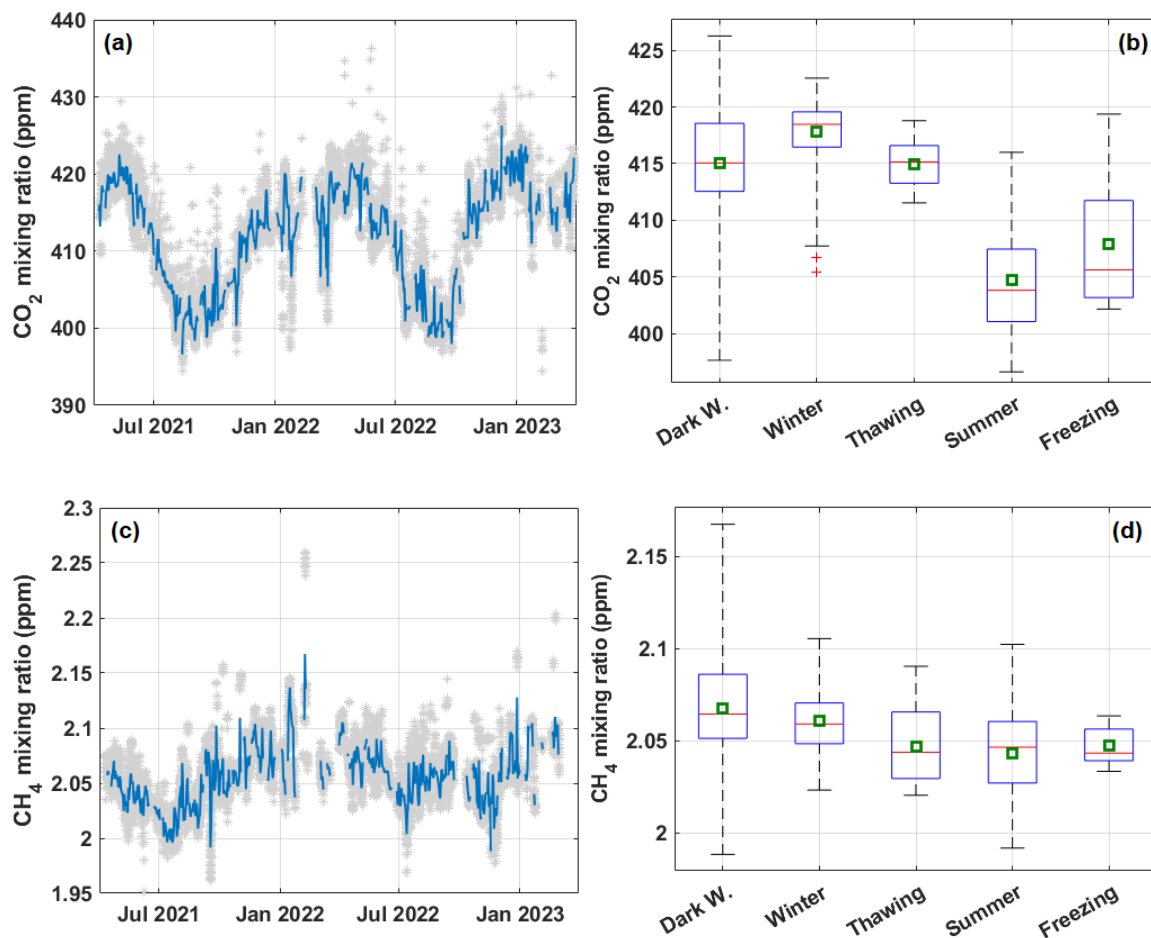 (a)
CO2 mixing ratio (ppm)
440
430
420
410
400
390
Jul 2021 Jan 2022 Jul 2022 Jan 2023
(b)
CO2 mixing ratio (ppm)
425
420
415
410
405
400
Dark W. Winter Thawing Summer Freezing
(c)
CH4 mixing ratio (ppm)
2.3
2.25
2.2
2.15
2.1
2.05
2
1.95
Jul 2021 Jan 2022 Jul 2022 Jan 2023
(d)
CH4 mixing ratio (ppm)
2.15
2.1
2.05
2
Dark W. Winter Thawing Summer Freezing